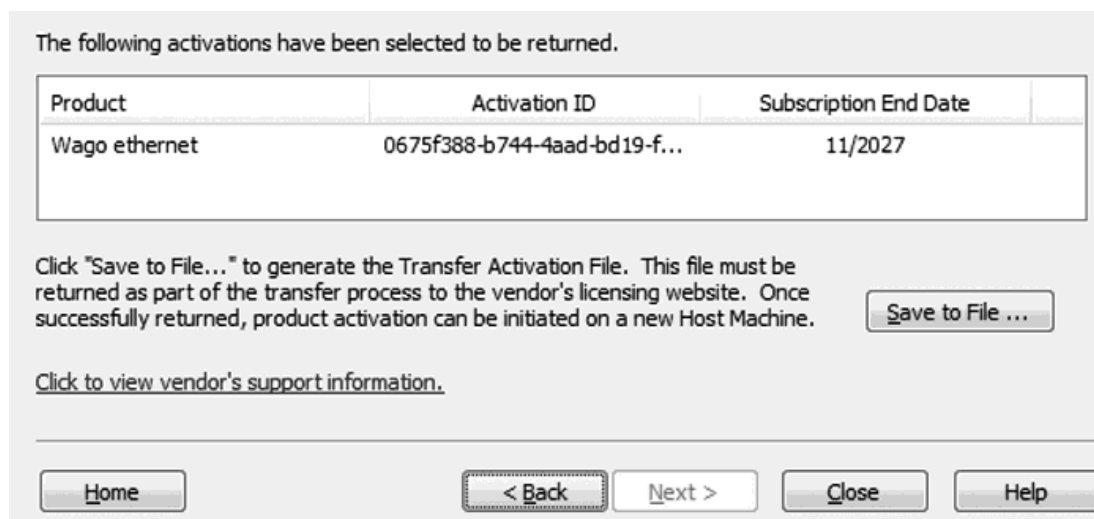 The following activations have been selected to be returned.
Product Activation ID Subscription End Date
Wago ethernet 0675f388-b744-4aad-bd19-f... 11/2027
Click "Save to File..." to generate the Transfer Activation File. This file must be
returned as part of the transfer process to the vendor's licensing website. Once
successfully returned, product activation can be initiated on a new Host Machine.
Save to File ...
Click to view vendor's support information.
Home < Back Next > Close Help